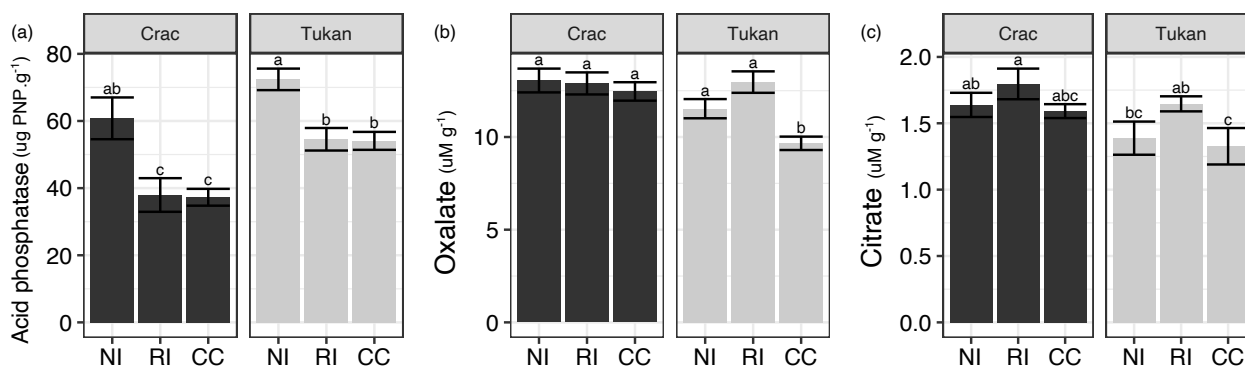 (a)
Crac
Tukan
Acid phosphatase (ug PNP.g⁻¹)
80
60
40
20
0
ab
c
c
a
b
b
NI RI CC
NI RI CC
(b)
Crac
Tukan
Oxalate (uM g⁻¹)
10
5
0
a
a
a
a
a
b
NI RI CC
NI RI CC
(c)
Crac
Tukan
Citrate (uM g⁻¹)
2.0
1.5
1.0
0.5
0.0
ab
a
abc
bc
ab
c
NI RI CC
NI RI CC